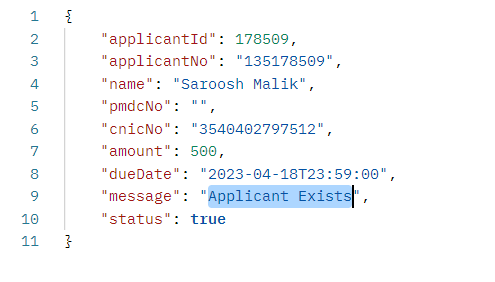 1 {
2 "applicantId": 178509,
3 "applicantNo": "135178509",
4 "name": "Saroosh Malik",
5 "pmdcNo": "",
6 "cnicNo": "3540402797512",
7 "amount": 500,
8 "dueDate": "2023-04-18T23:59:00",
9 "message": "Applicant Exists",
10 "status": true
11 }